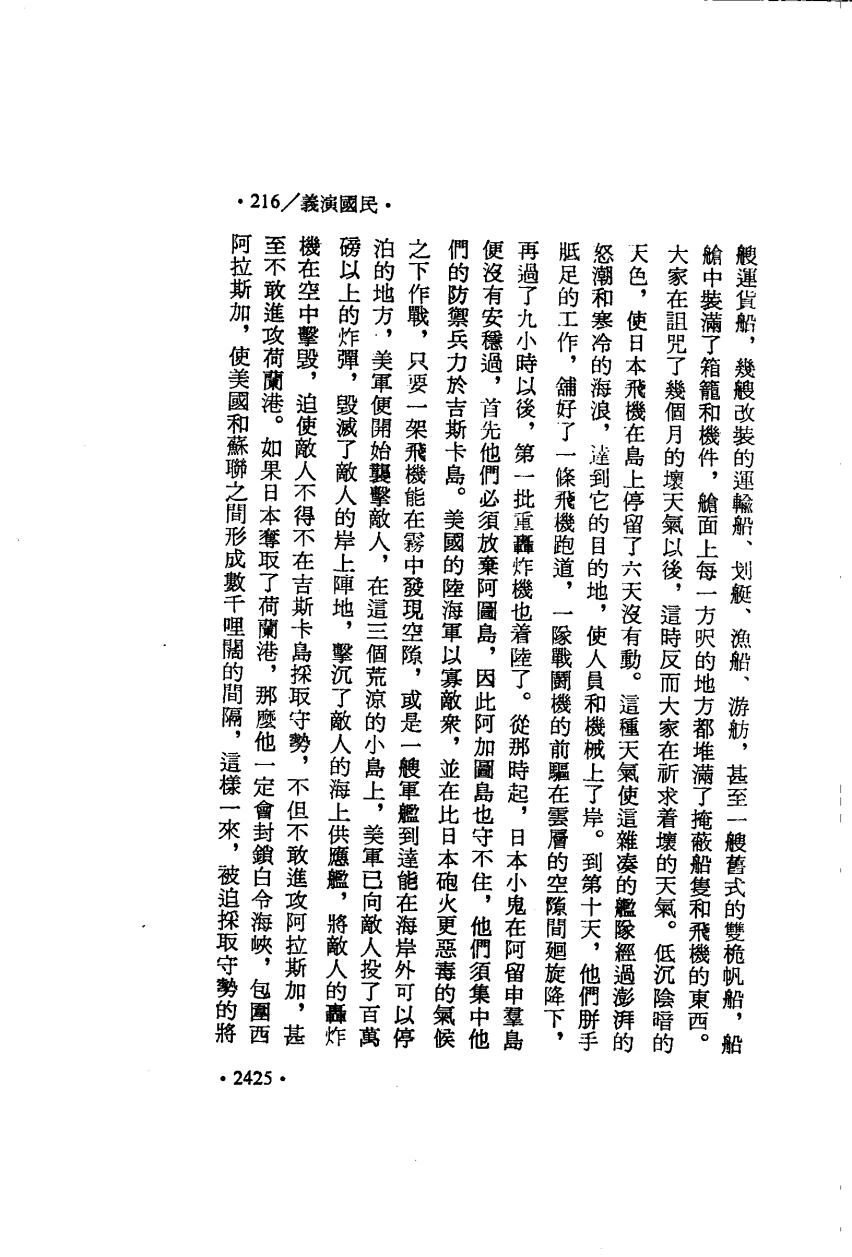 ·216／義演國民·
艘運貨船，幾艘改裝的運輸船、划艇、漁船、游舫，甚至一艘舊式的雙桅帆船，船
艙中裝滿了箱籠和機件，艙面上每一方呎的地方都堆滿了掩蔽船隻和飛機的東西。
大家在詛咒了幾個月的壞天氣以後，這時反而大家在祈求着壞的天氣。低沉陰暗的
天色，使日本飛機在島上停留了六天沒有動。這種天氣使這雜湊的艦隊經過澎湃的
怒潮和寒冷的海浪，達到它的目的地，使人員和機械上了岸。到第十天，他們胼手
胝足的工作，舖好了一條飛機跑道，一隊戰鬭機的前驅在雲層的空隙間廻旋降下，
再過了九小時以後，第一批重轟炸機也着陸了。從那時起，日本小鬼在阿留申羣島
便沒有安穩過，首先他們必須放棄阿圖島，因此阿加圖島也守不住，他們須集中他
們的防禦兵力於吉斯卡島。美國的陸海軍以寡敵衆，並在比日本砲火更惡毒的氣候
之下作戰，只要一架飛機能在霧中發現空隙，或是一艘軍艦到達能在海岸外可以停
泊的地方，美軍便開始襲擊敵人，在這三個荒涼的小島上，美軍已向敵人投了百萬
磅以上的炸彈，毀滅了敵人的岸上陣地，擊沉了敵人的海上供應艦，將敵人的轟炸
機在空中擊毀，迫使敵人不得不在吉斯卡島採取守勢，不但不敢進攻阿拉斯加，甚
至不敢進攻荷蘭港。如果日本奪取了荷蘭港，那麼他一定會封鎖白令海峽，包圍西
阿拉斯加，使美國和蘇聯之間形成數千哩闊的間隔，這樣一來，被迫採取守勢的將
·2425·